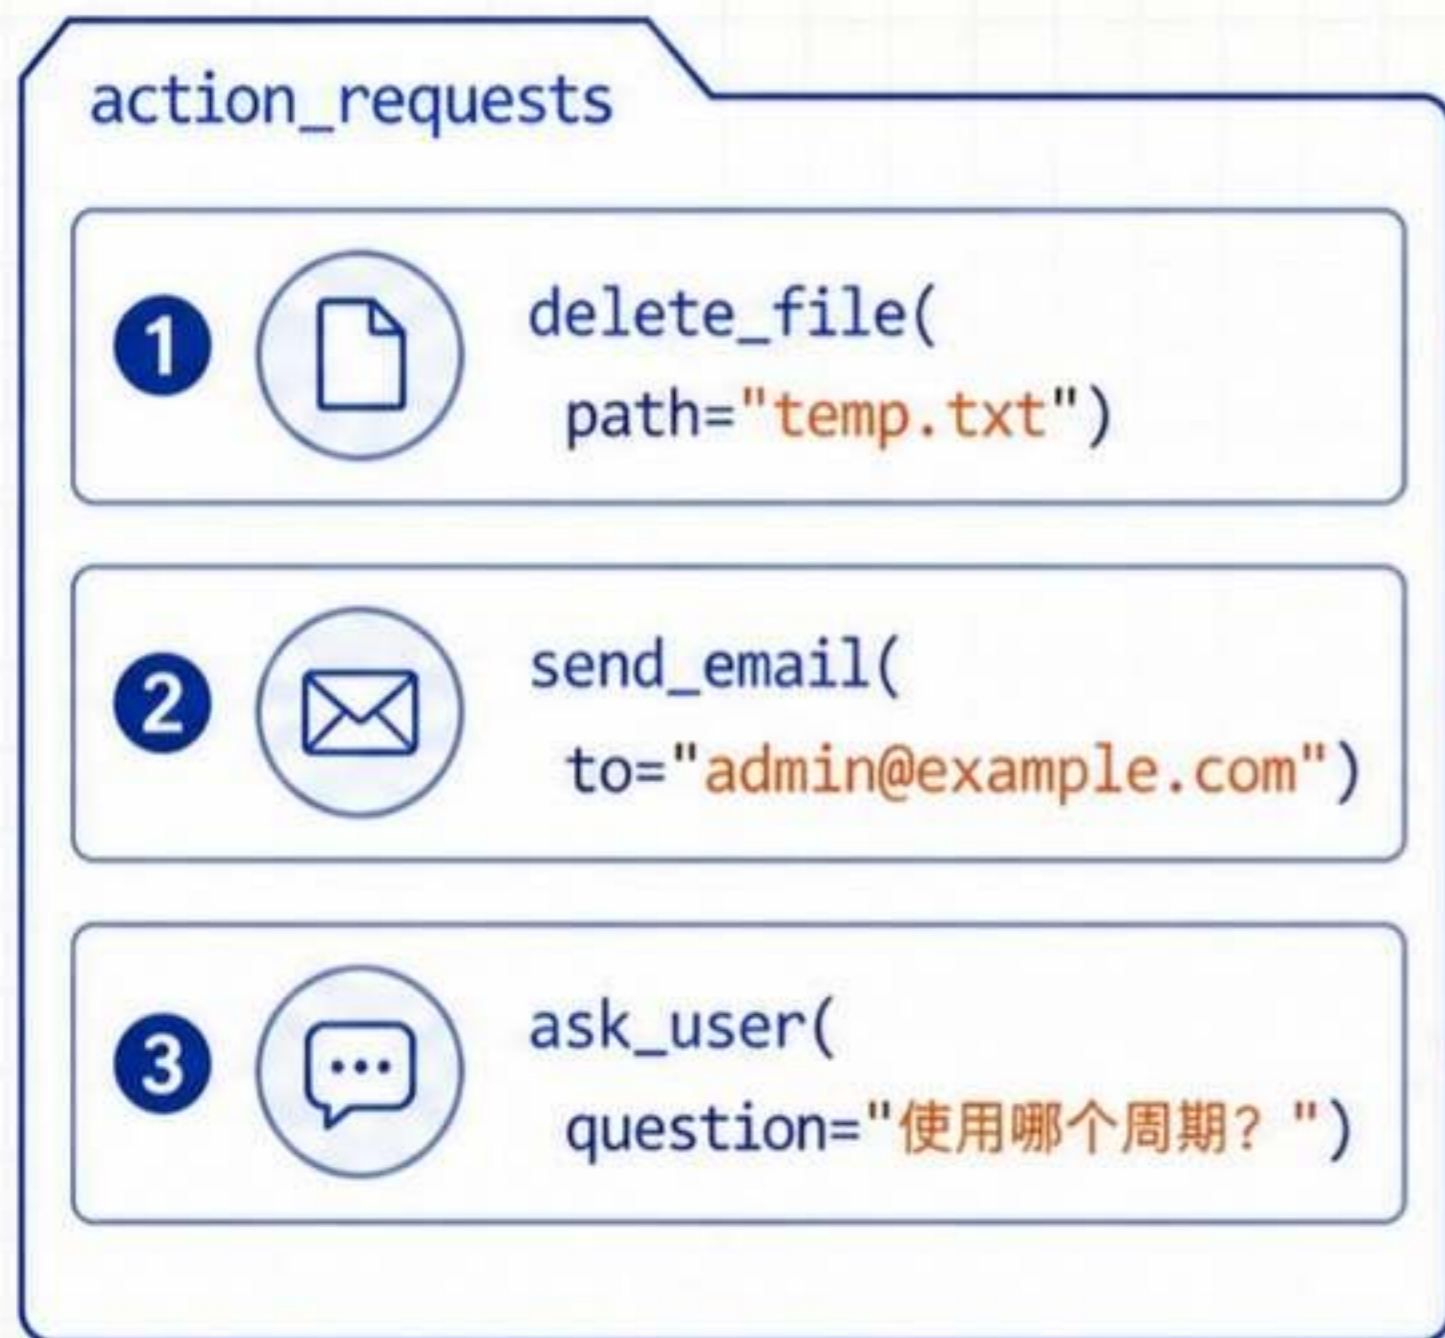 action_requests
1
delete_file(
path="temp.txt")
2
send_email(
to="admin@example.com")
3
ask_user(
question="使用哪个周期？")